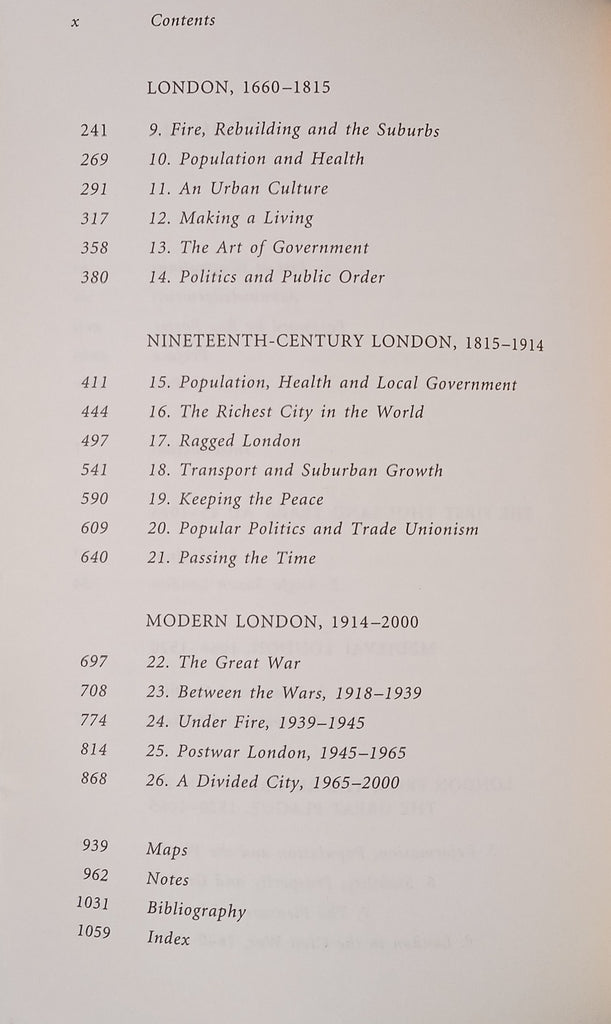 x Contents
LONDON, 1660–1815
241 9. Fire, Rebuilding and the Suburbs
269 10. Population and Health
291 11. An Urban Culture
317 12. Making a Living
358 13. The Art of Government
380 14. Politics and Public Order
NINETEENTH-CENTURY LONDON, 1815–1914
411 15. Population, Health and Local Government
444 16. The Richest City in the World
497 17. Ragged London
541 18. Transport and Suburban Growth
590 19. Keeping the Peace
609 20. Popular Politics and Trade Unionism
640 21. Passing the Time
MODERN LONDON, 1914–2000
697 22. The Great War
708 23. Between the Wars, 1918–1939
774 24. Under Fire, 1939–1945
814 25. Postwar London, 1945–1965
868 26. A Divided City, 1965–2000
939 Maps
962 Notes
1031 Bibliography
1059 Index